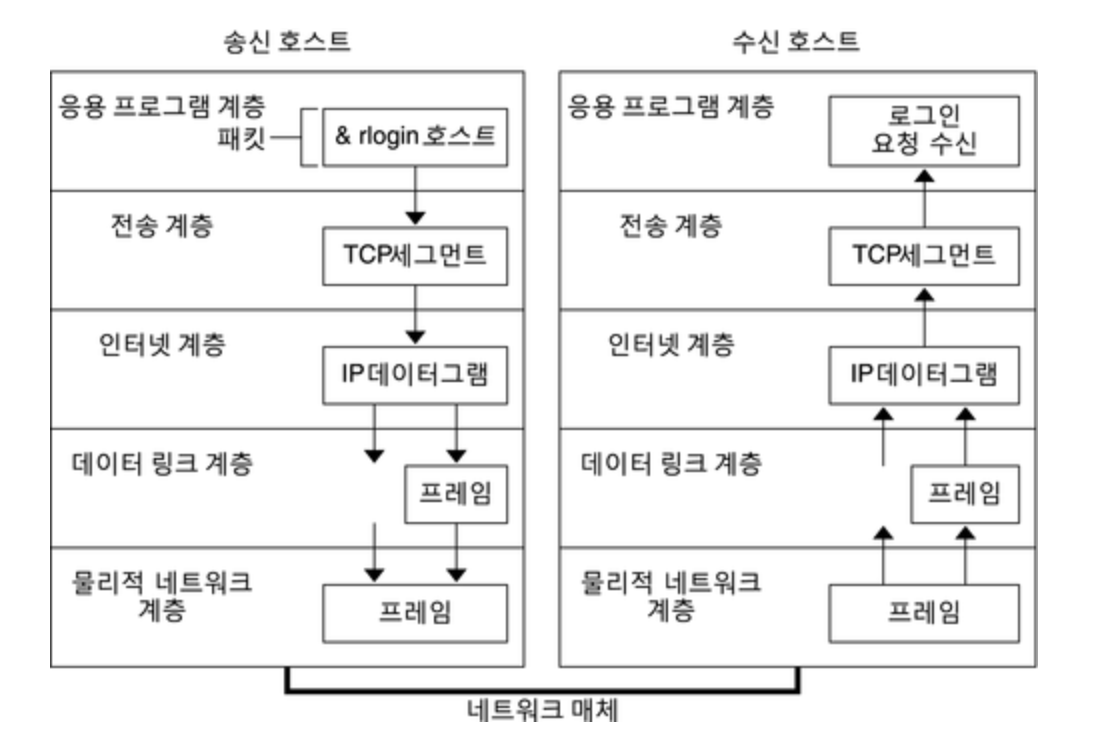 송신 호스트
응용 프로그램 계층
패킷
& rlogin 호스트
전송 계층
TCP세그먼트
인터넷 계층
IP데이터그램
데이터 링크 계층
프레임
물리적 네트워크
계층
프레임
수신 호스트
응용 프로그램 계층
로그인
요청 수신
전송 계층
TCP세그먼트
인터넷 계층
IP데이터그램
데이터 링크 계층
프레임
물리적 네트워크
계층
프레임
네트워크 매체